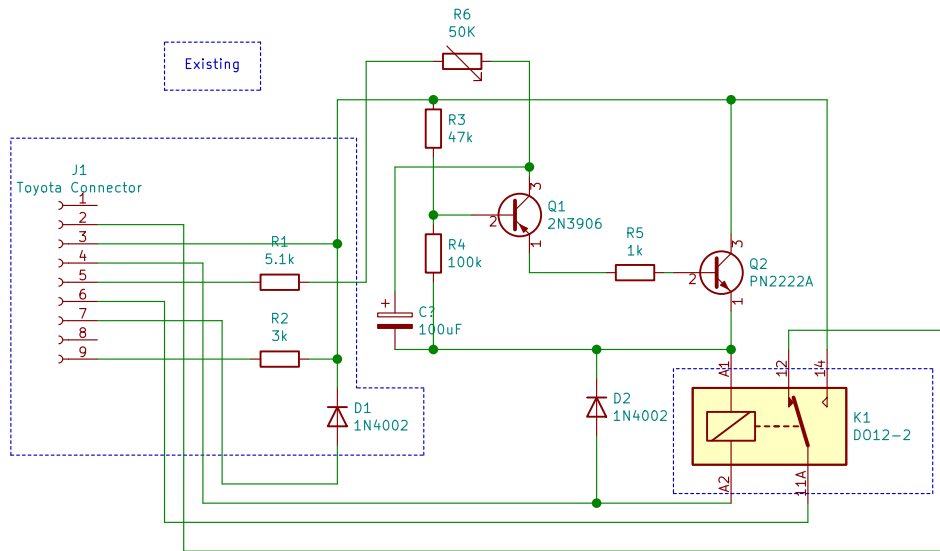 R6
50K
Existing
R3
47k
J1
Toyota Connector
1
2
3
4
5
6
7
8
9
R1
5.1k
R2
3k
3
2
Q1
2N3906
1
R4
100k
R5
1k
3
2
Q2
PN2222A
1
+
C?
100uF
D1
1N4002
D2
1N4002
A1
12
14
K1
DO12-2
A2
11A